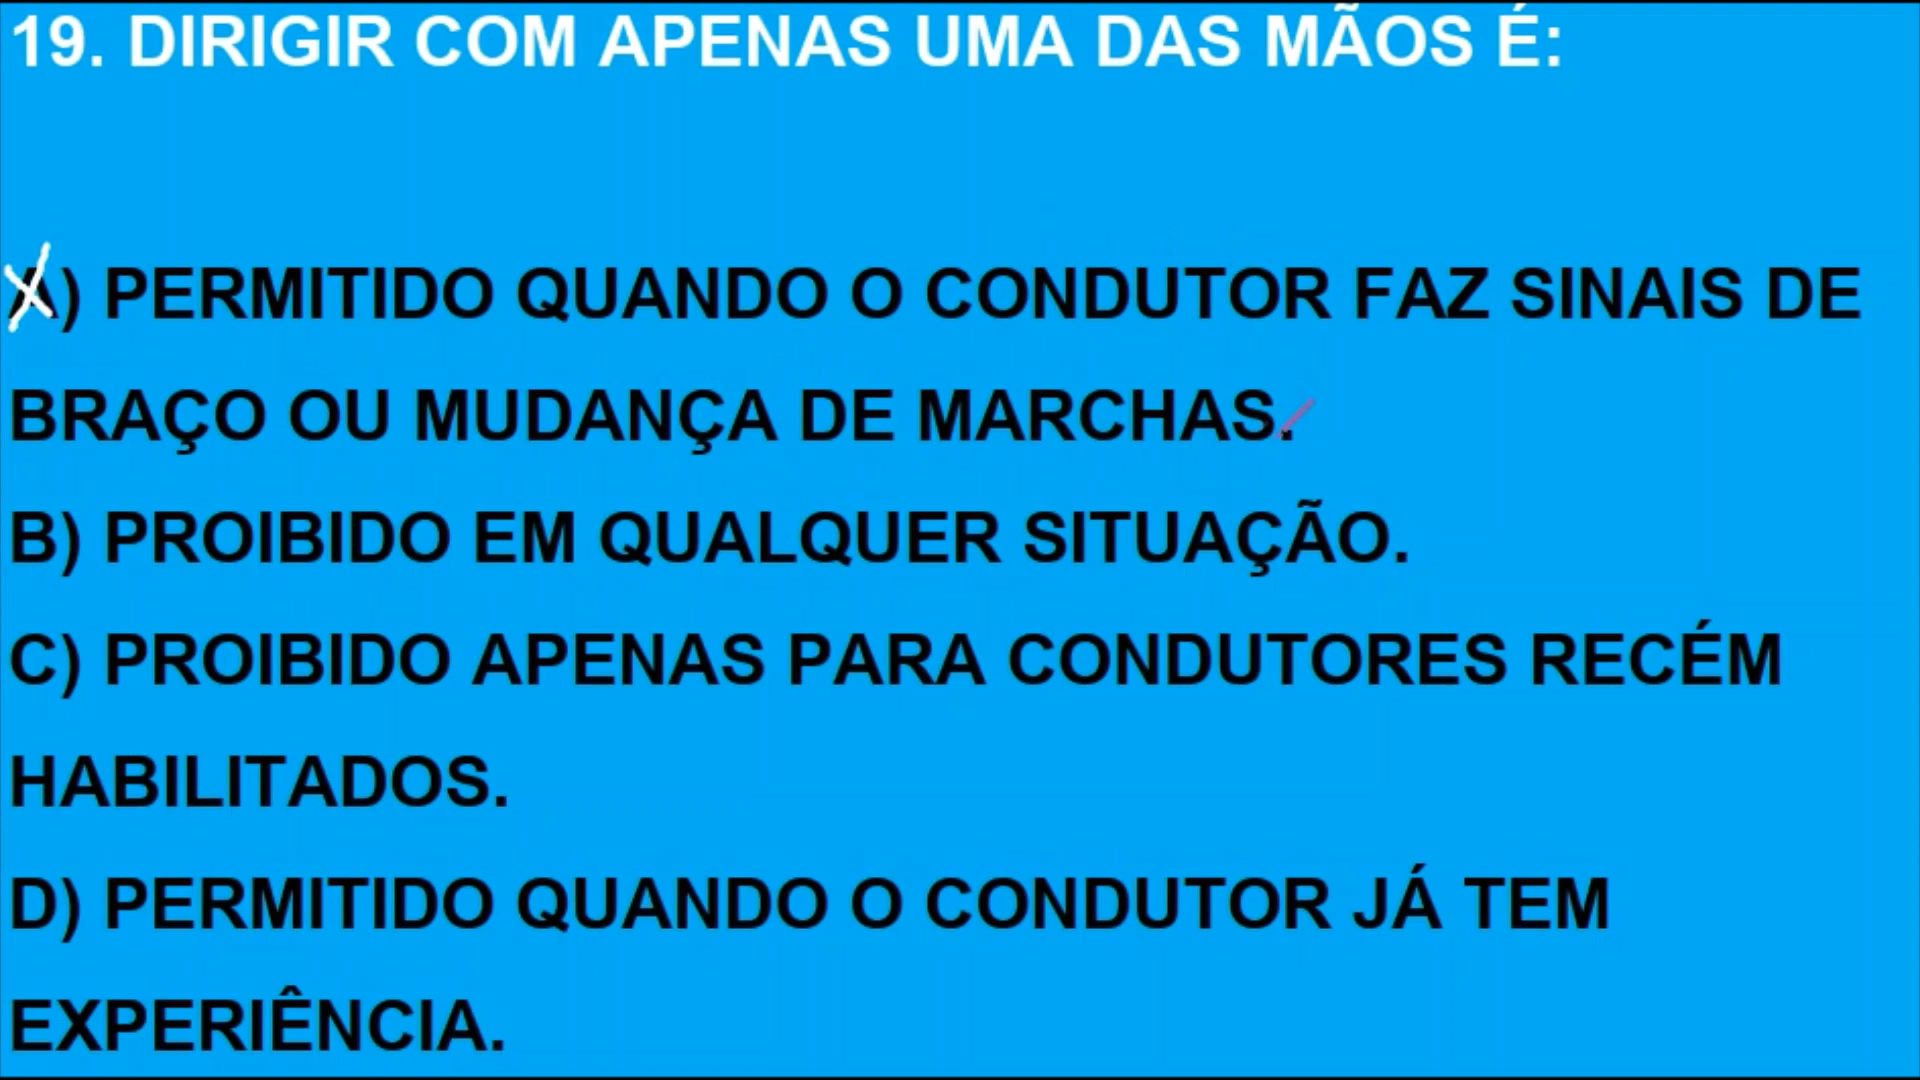 19. DIRIGIR COM APENAS UMA DAS MÃOS É:
A) PERMITIDO QUANDO O CONDUTOR FAZ SINAIS DE
BRAÇO OU MUDANÇA DE MARCHAS.
B) PROIBIDO EM QUALQUER SITUAÇÃO.
C) PROIBIDO APENAS PARA CONDUTORES RECÉM
HABILITADOS.
D) PERMITIDO QUANDO O CONDUTOR JÁ TEM
EXPERIÊNCIA.